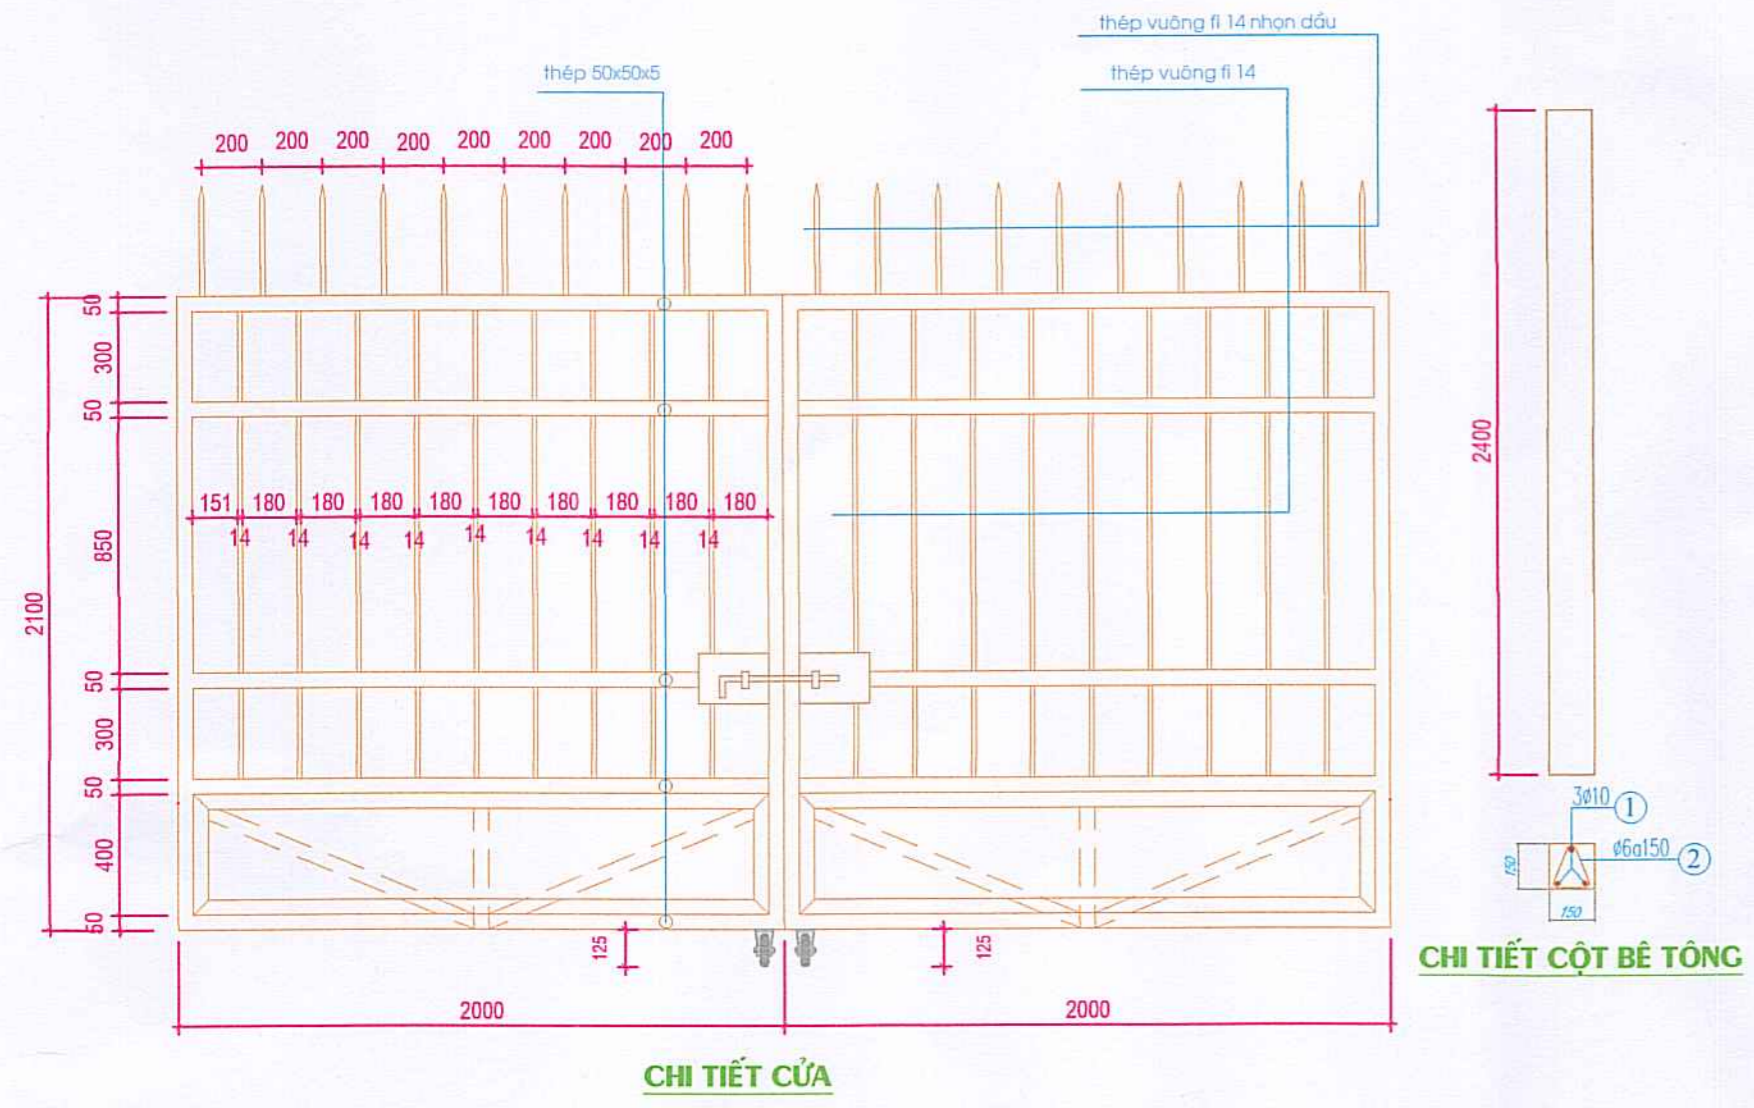 thép vuông fi 14 nhọn dầu
thép 50x50x5
thép vuông fi 14
200 200 200 200 200 200 200 200 200
50
300
50
2400
151 180 180 180 180 180 180 180 180 180
14 14 14 14 14 14 14 14 14
850
2100
50
300
50
3ø10 1
ø6a150 2
400
150
150
50
125
125
CHI TIẾT CỘT BÊ TÔNG
2000
2000
CHI TIẾT CỬA